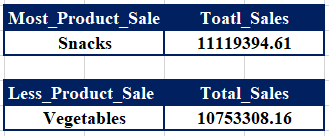 Most_Product_Sale Toatl_Sales
Snacks 11119394.61
Less_Product_Sale Total_Sales
Vegetables 10753308.16